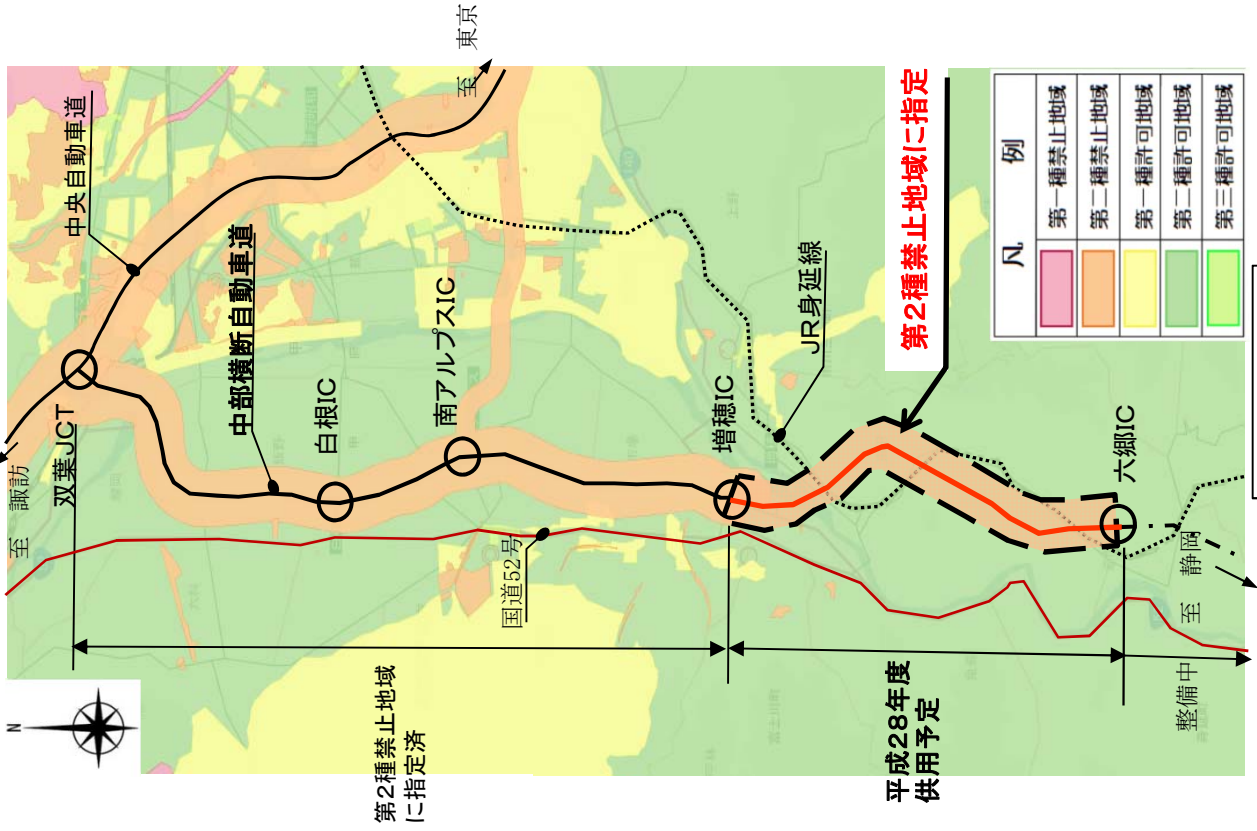 N
至 諏訪
中央自動車道
至 東京
双葉JCT
中部横断自動車道
白根IC
南アルプスIC
国道52号
増穂IC
JR身延線
第2種禁止地域に指定
六郷IC
至 静岡
第2種禁止地域
に指定済
平成28年度
供用予定
整備中
凡 例
第一種禁止地域
第二種禁止地域
第一種許可地域
第二種許可地域
第三種許可地域